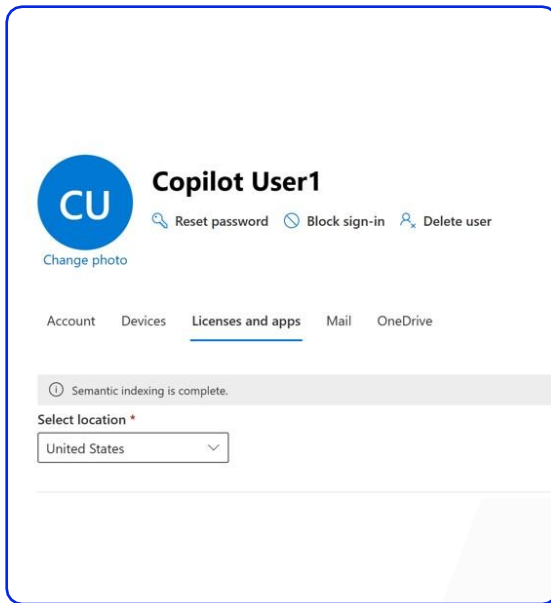 CU
Copilot User1
Reset password Block sign-in Delete user
Change photo
Account Devices Licenses and apps Mail OneDrive
Semantic indexing is complete.
Select location *
United States